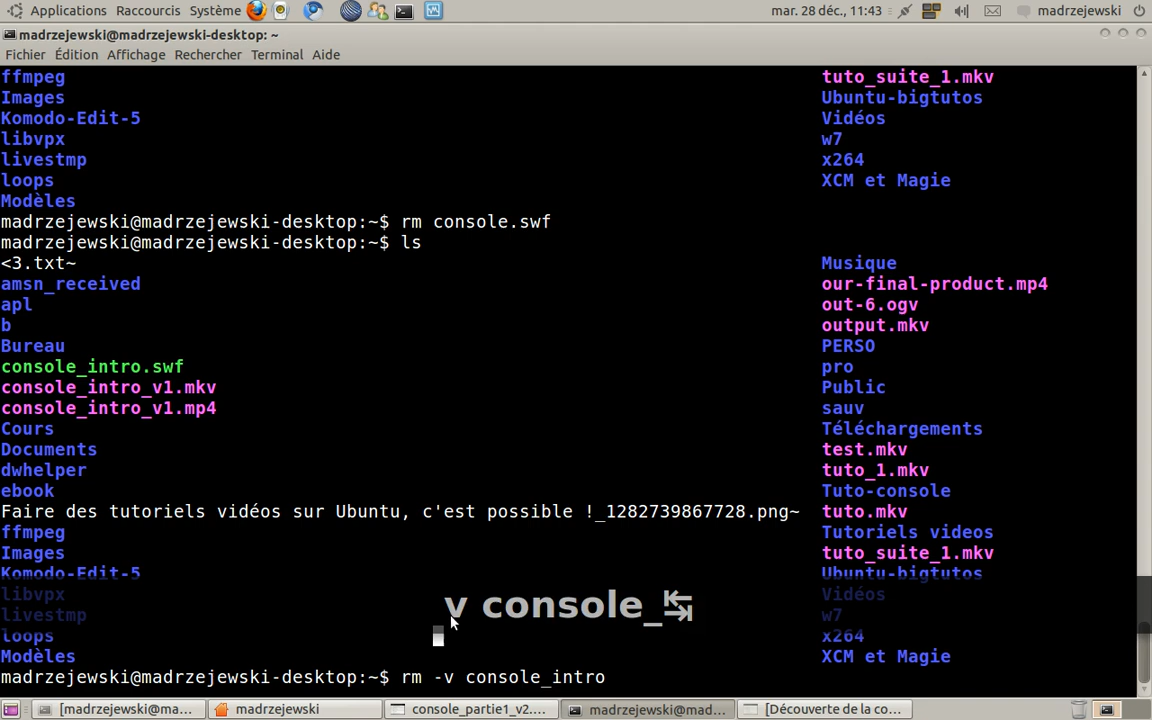 Applications Raccourcis Système mar. 28 déc., 11:43 madrzejewski
madrzejewski@madrzejewski-desktop: ~
Fichier Édition Affichage Rechercher Terminal Aide
ffmpeg tuto_suite_1.mkv
Images Ubuntu-bigtutos
Komodo-Edit-5 Vidéos
libvpx w7
livestmp x264
loops XCM et Magie
Modèles
madrzejewski@madrzejewski-desktop:~$ rm console.swf
madrzejewski@madrzejewski-desktop:~$ ls
<3.txt~ Musique
amsn_received our-final-product.mp4
apl out-6.ogv
b output.mkv
Bureau PERSO
console_intro.swf pro
console_intro_v1.mkv Public
console_intro_v1.mp4 sauv
Cours Téléchargements
Documents test.mkv
dwhelper tuto_1.mkv
ebook Tuto-console
Faire des tutoriels vidéos sur Ubuntu, c'est possible !_1282739867728.png~ tuto.mkv
ffmpeg Tutoriels videos
Images tuto_suite_1.mkv
Komodo-Edit-5 Ubuntu-bigtutos
libvpx Vidéos
v console_↹
livestmp w7
loops x264
Modèles XCM et Magie
madrzejewski@madrzejewski-desktop:~$ rm -v console_intro
[madrzejewski@ma... madrzejewski console_partie1_v2.... madrzejewski@mad... [Découverte de la co...